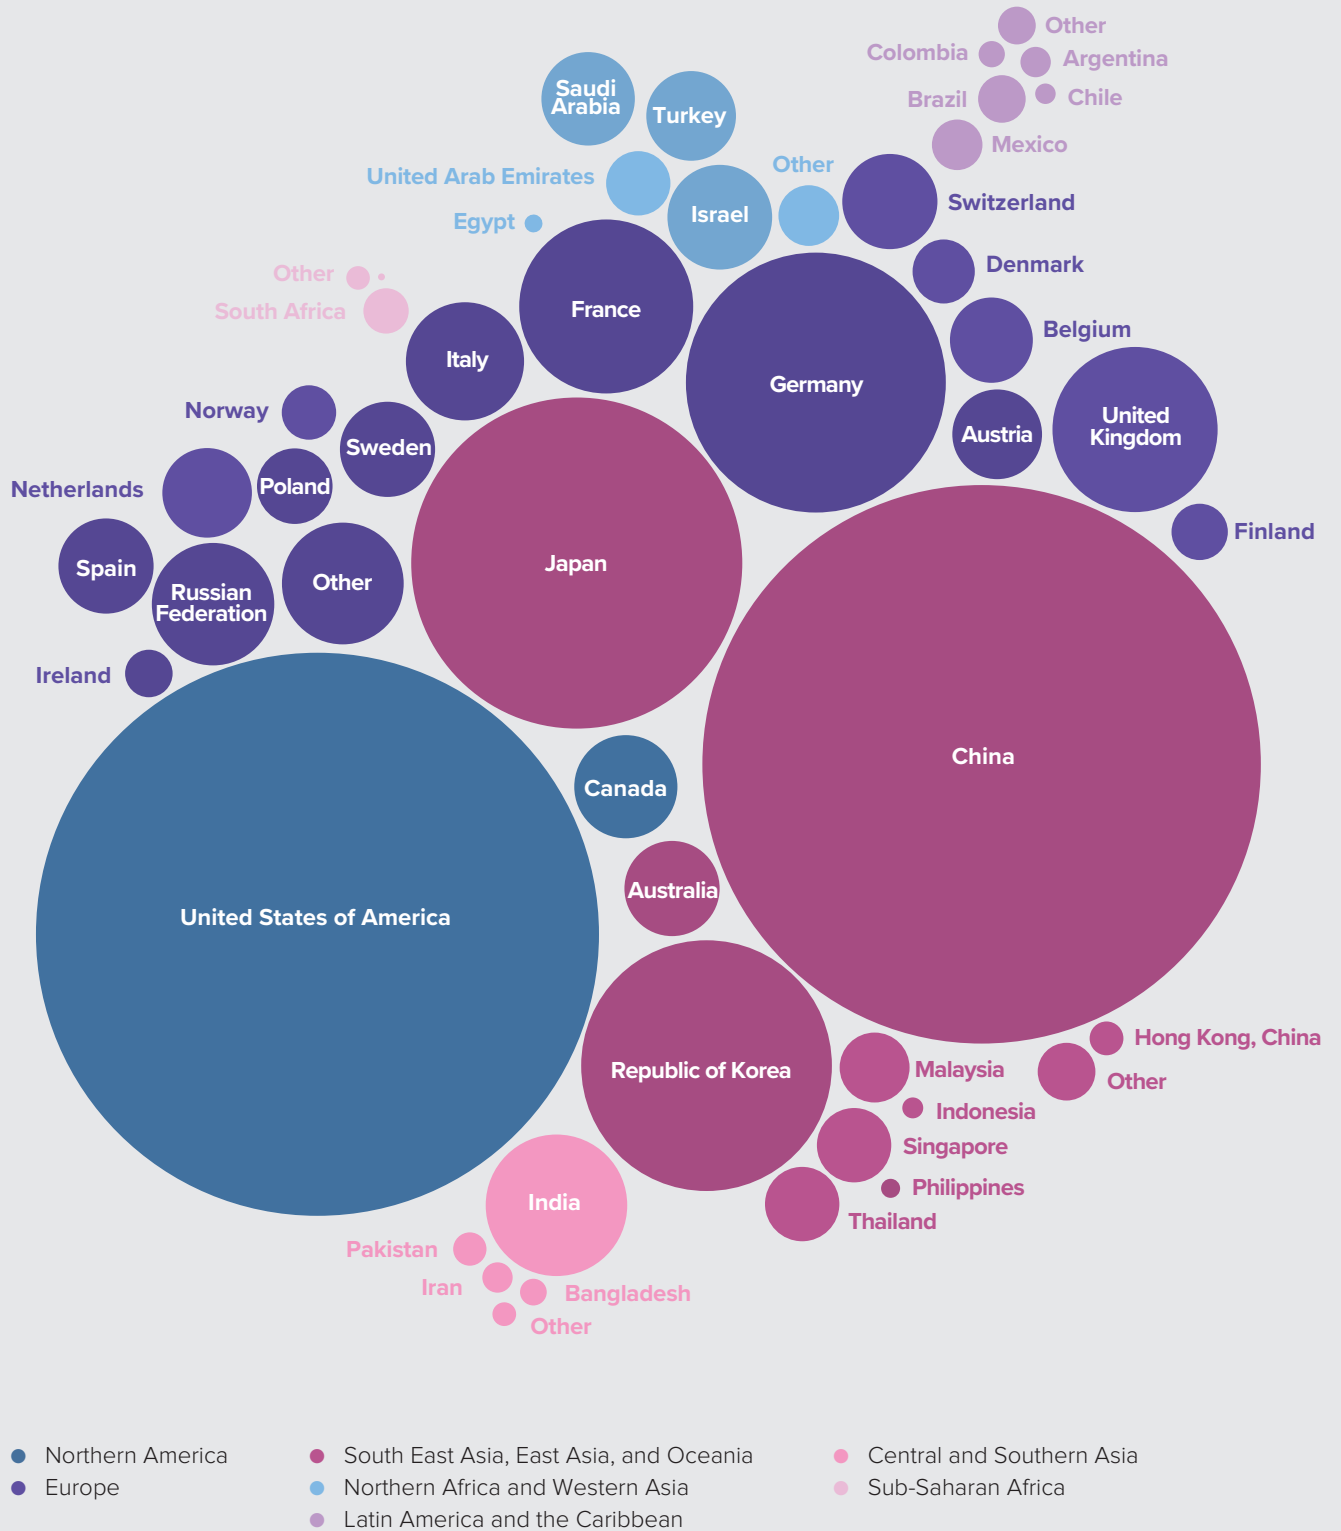 Other
Colombia
Argentina
Brazil
Chile
Mexico
Saudi
Arabia
Turkey
United Arab Emirates
Other
Egypt
Israel
Switzerland
Denmark
Other
South Africa
France
Belgium
Italy
Germany
Norway
Sweden
Austria
United
Kingdom
Netherlands
Poland
Finland
Spain
Russian
Federation
Other
Japan
Ireland
China
Canada
Australia
United States of America
Republic of Korea
Hong Kong, China
Malaysia
Other
Indonesia
Singapore
Philippines
Thailand
India
Pakistan
Iran
Bangladesh
Other
Northern America
South East Asia, East Asia, and Oceania
Central and Southern Asia
Europe
Northern Africa and Western Asia
Sub-Saharan Africa
Latin America and the Caribbean